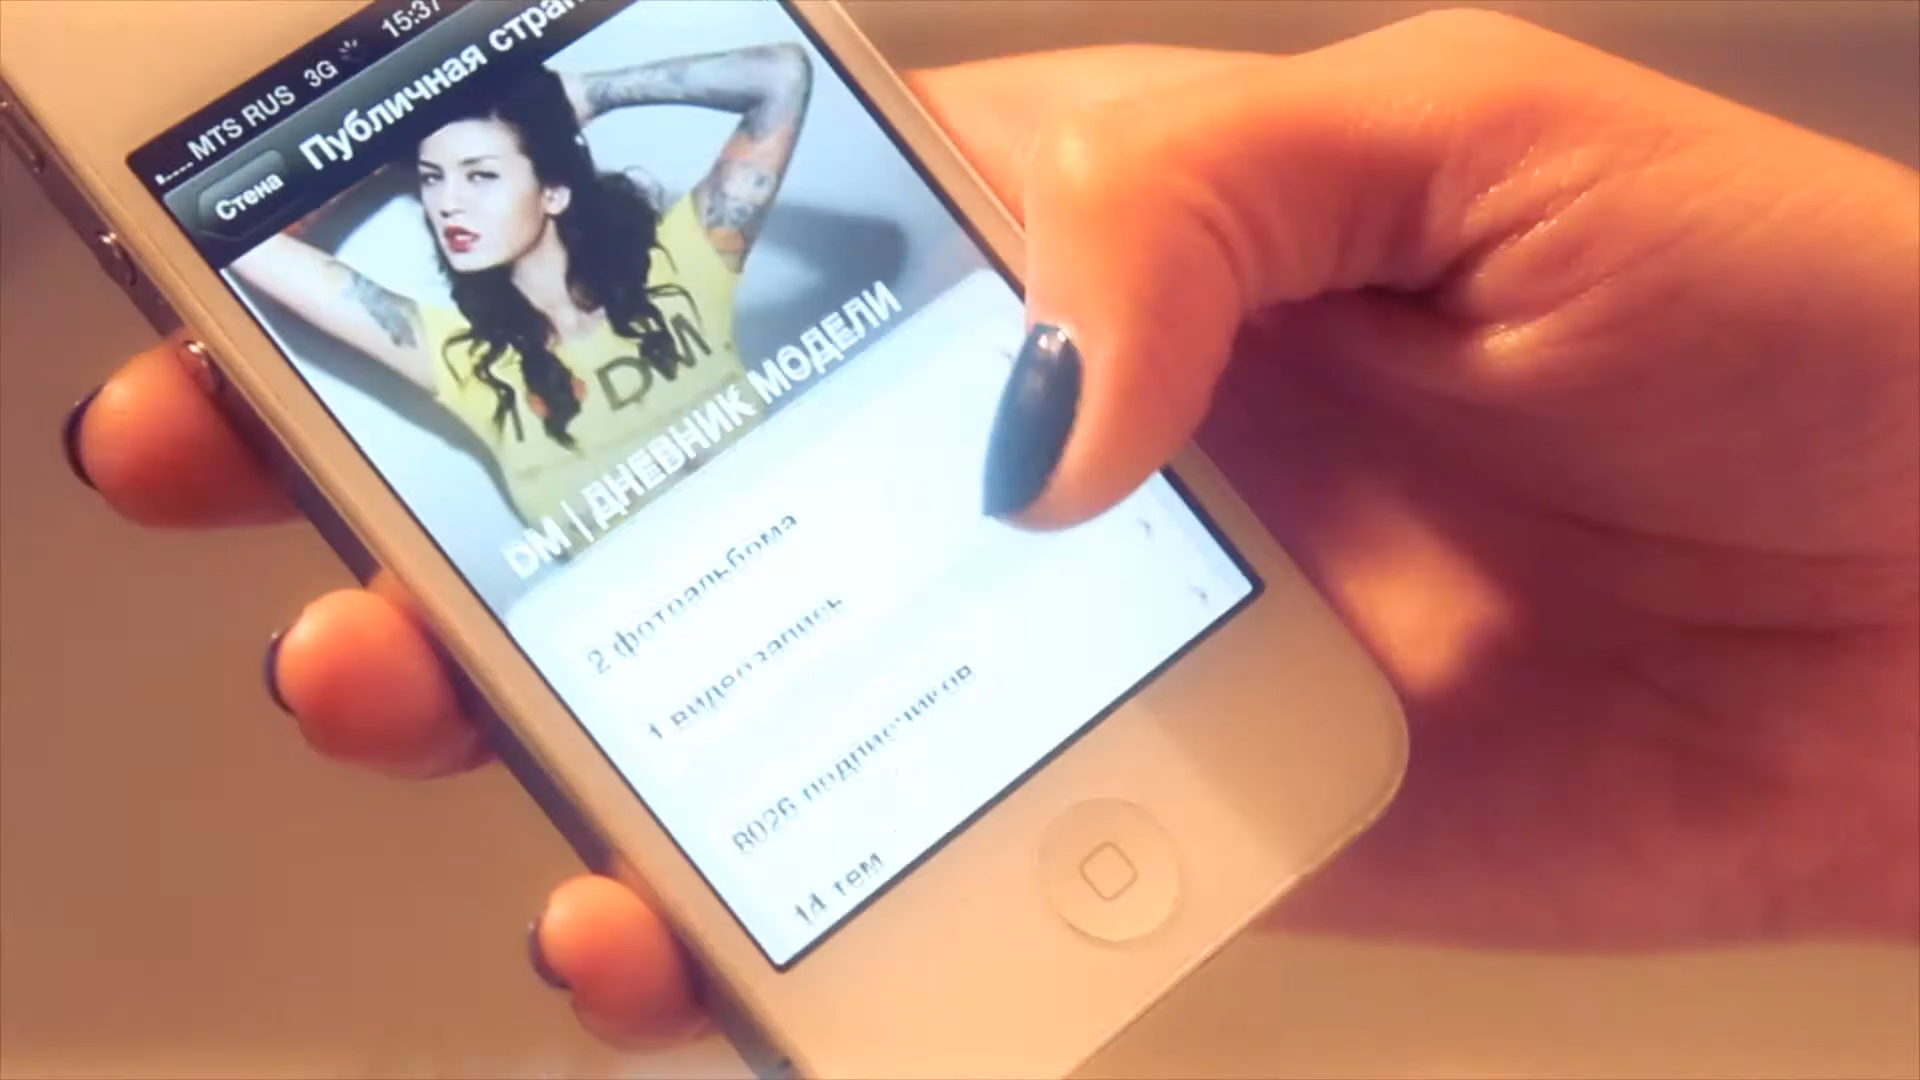 MTS RUS 3G 15:37
Стена
Публичная стран
DM
DM | ДНЕВНИК МОДЕЛИ
2 фотоальбома
1 видеозапись
8026 подписчиков
14 тем